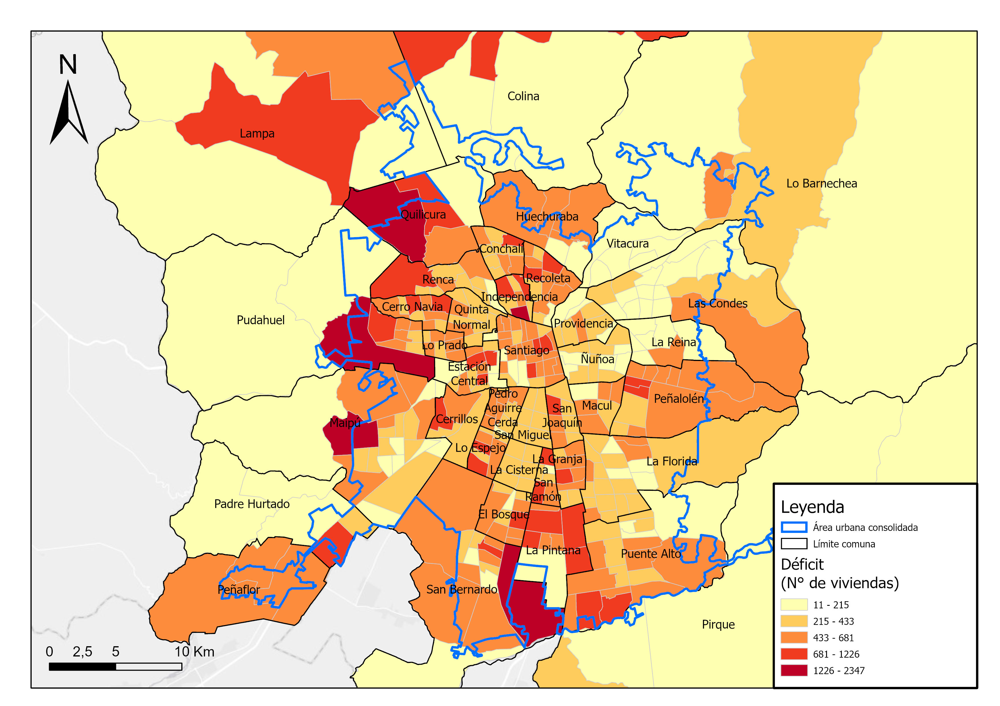 N
Colina
Lampa
Lo Barnechea
Quilicura
Huechuraba
Vitacura
Conchalí
Renca
Recoleta
Independencia
Las Condes
Cerro Navia
Quinta
Normal
Pudahuel
Providencia
La Reina
Lo Prado
Santiago
Ñuñoa
Estación
Central
Pedro
Aguirre
Cerda
San
Joaquín
Macul
Peñalolén
Cerrillos
Maipú
San Miguel
Lo Espejo
La Granja
La Florida
La Cisterna
San
Ramón
Padre Hurtado
El Bosque
La Pintana
Puente Alto
Peñaflor
San Bernardo
Pirque
0 2,5 5 10 Km
Leyenda
Área urbana consolidada
Límite comuna
Déficit
(N° de viviendas)
11 - 215
215 - 433
433 - 681
681 - 1226
1226 - 2347